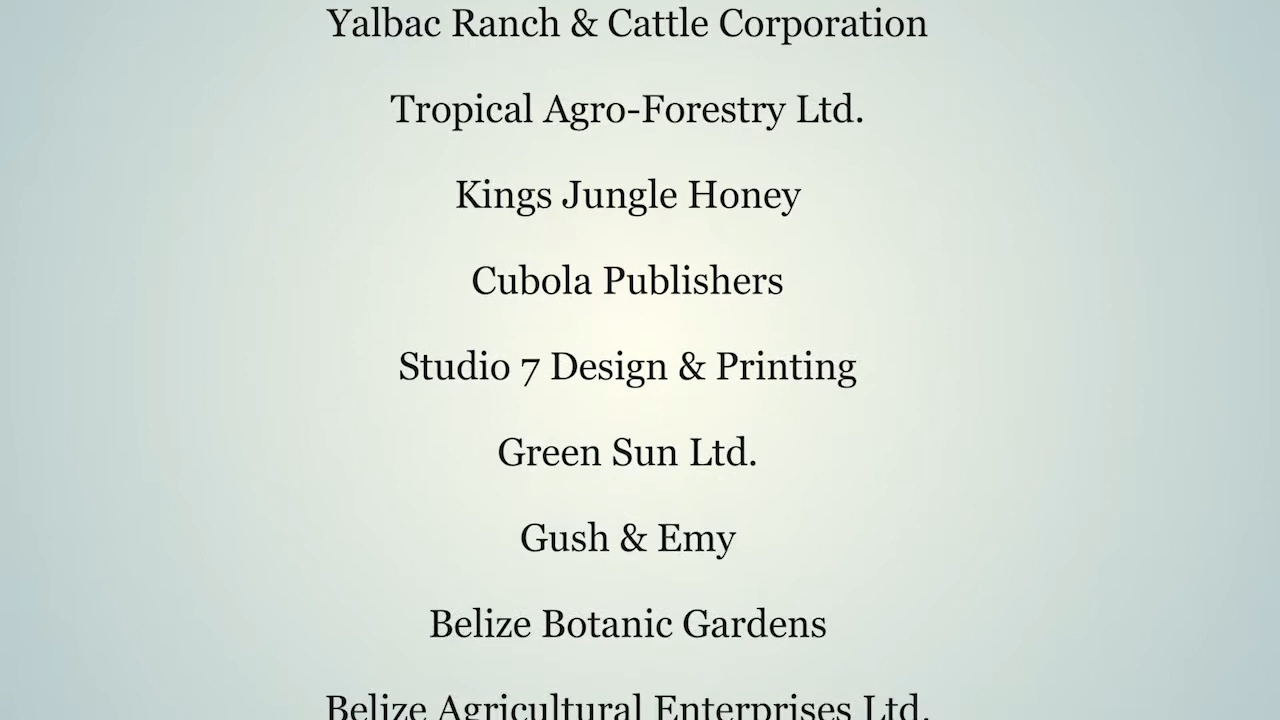 Yalbac Ranch & Cattle Corporation
Tropical Agro-Forestry Ltd.
Kings Jungle Honey
Cubola Publishers
Studio 7 Design & Printing
Green Sun Ltd.
Gush & Emy
Belize Botanic Gardens
Belize Agricultural Enterprises Ltd.